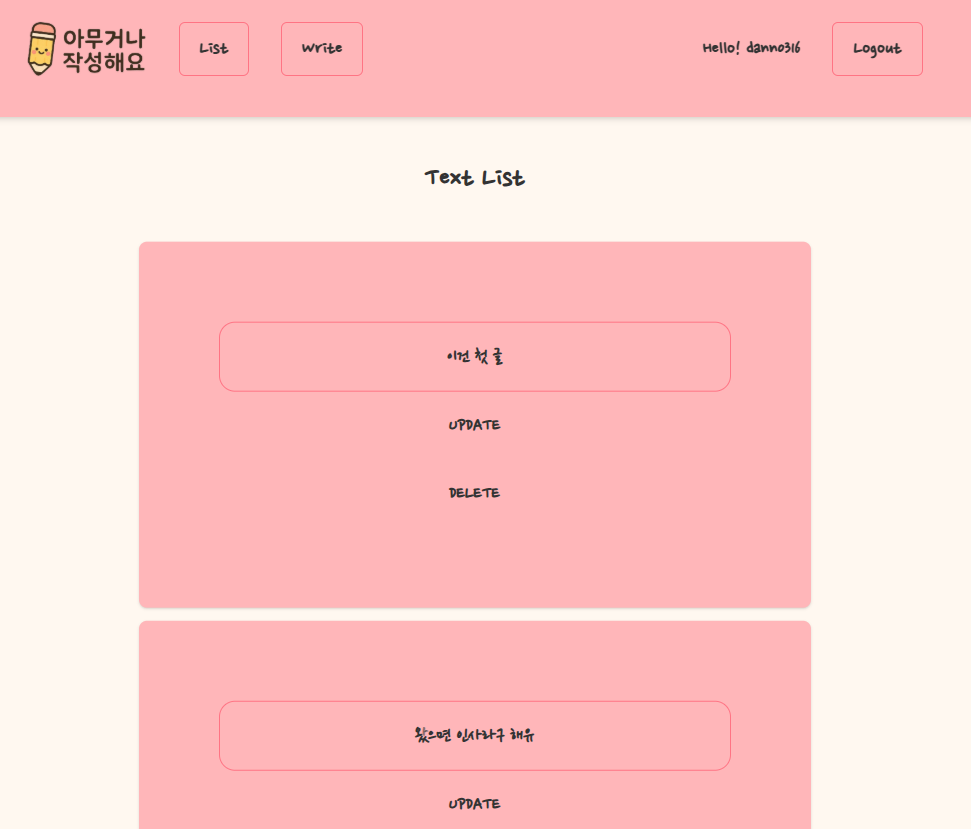 아무거나
작성해요
List
Write
Hello! danno316
Logout
Text List
이건 첫 글
UPDATE
DELETE
왔으면 인사라구 해유
UPDATE